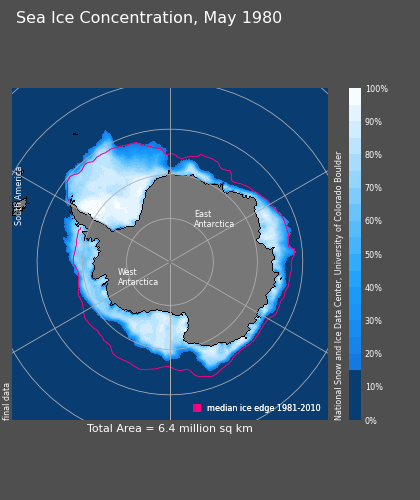 Sea Ice Concentration, May 1980
South America
East
Antarctica
West
Antarctica
final data
median ice edge 1981-2010
Total Area = 6.4 million sq km
National Snow and Ice Data Center, University of Colorado Boulder
100%
90%
80%
70%
60%
50%
40%
30%
20%
10%
0%